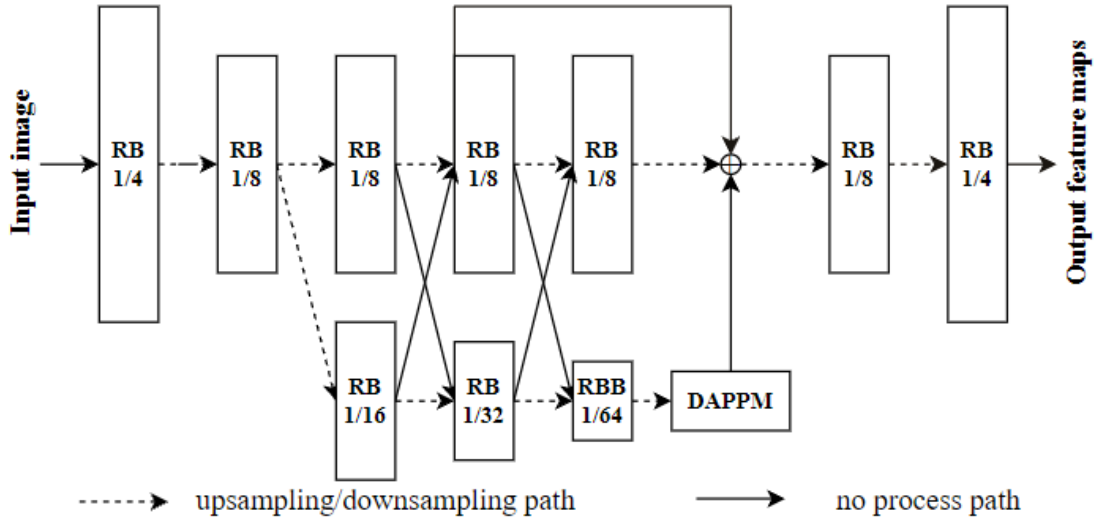 Input image
RB
1/4
RB
1/8
RB
1/8
RB
1/8
RB
1/8
RB
1/8
RB
1/4
Output feature maps
RB
1/16
RB
1/32
RBB
1/64
DAPPM
upsampling/downsampling path
no process path